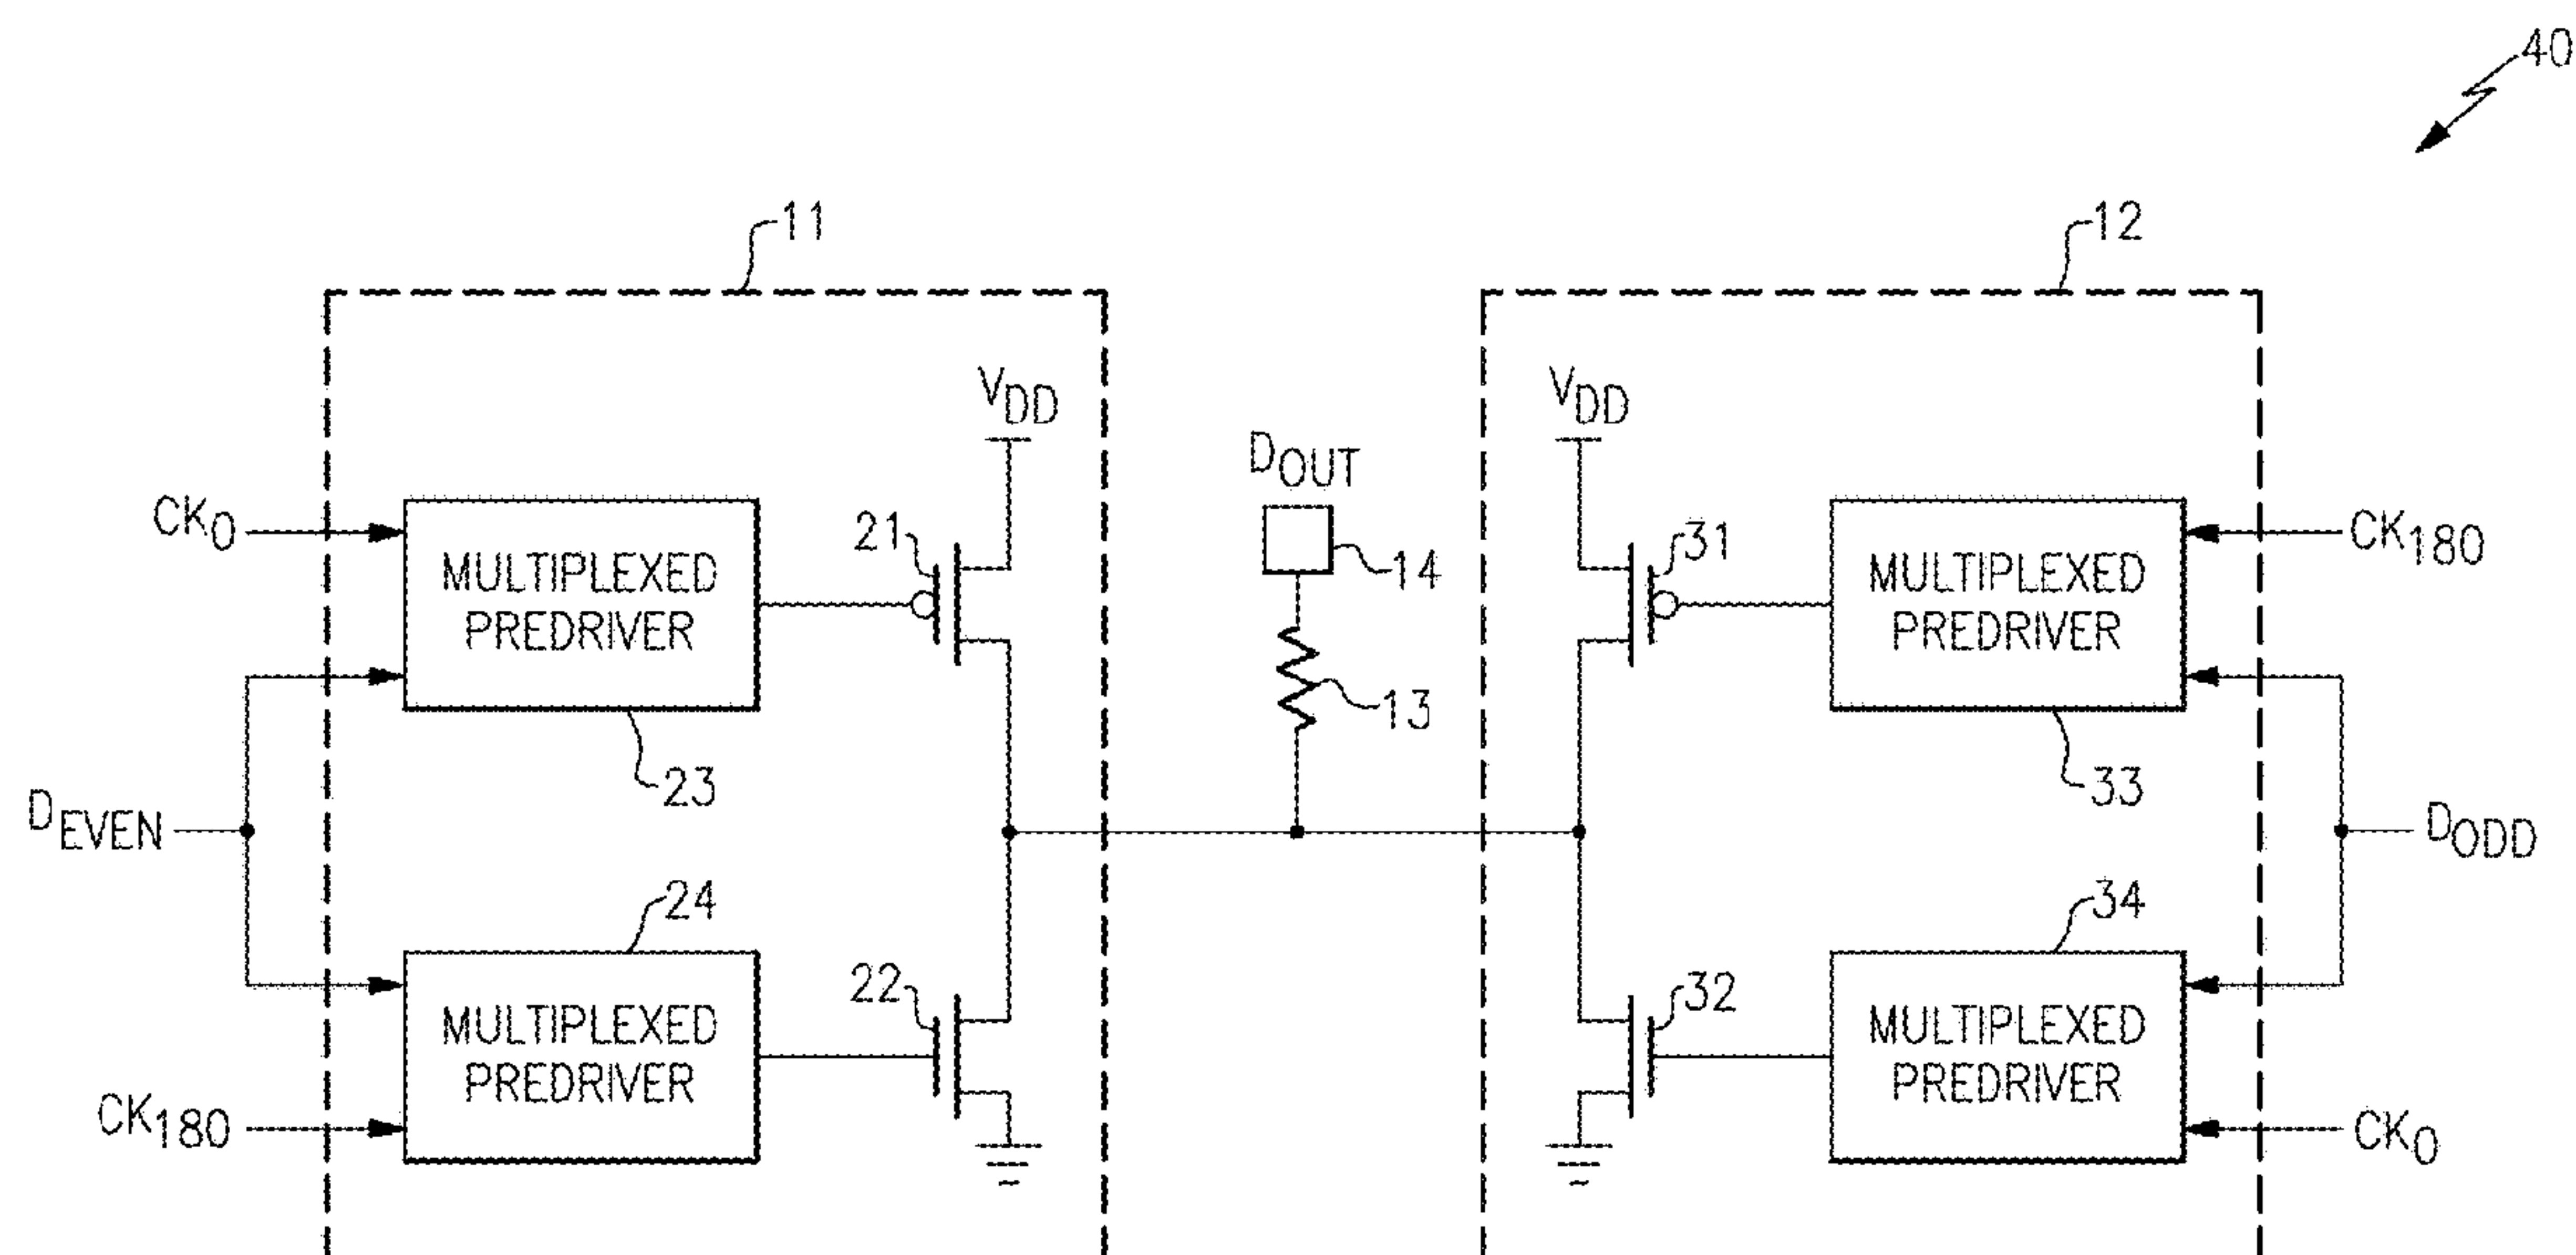 40
11
12
VDD
VDD
DOUT
CK0
MULTIPLEXED
PREDRIVER
21
14
31
MULTIPLEXED
PREDRIVER
CK180
13
23
33
DEVEN
DODD
24
34
MULTIPLEXED
PREDRIVER
22
32
MULTIPLEXED
PREDRIVER
CK180
CK0